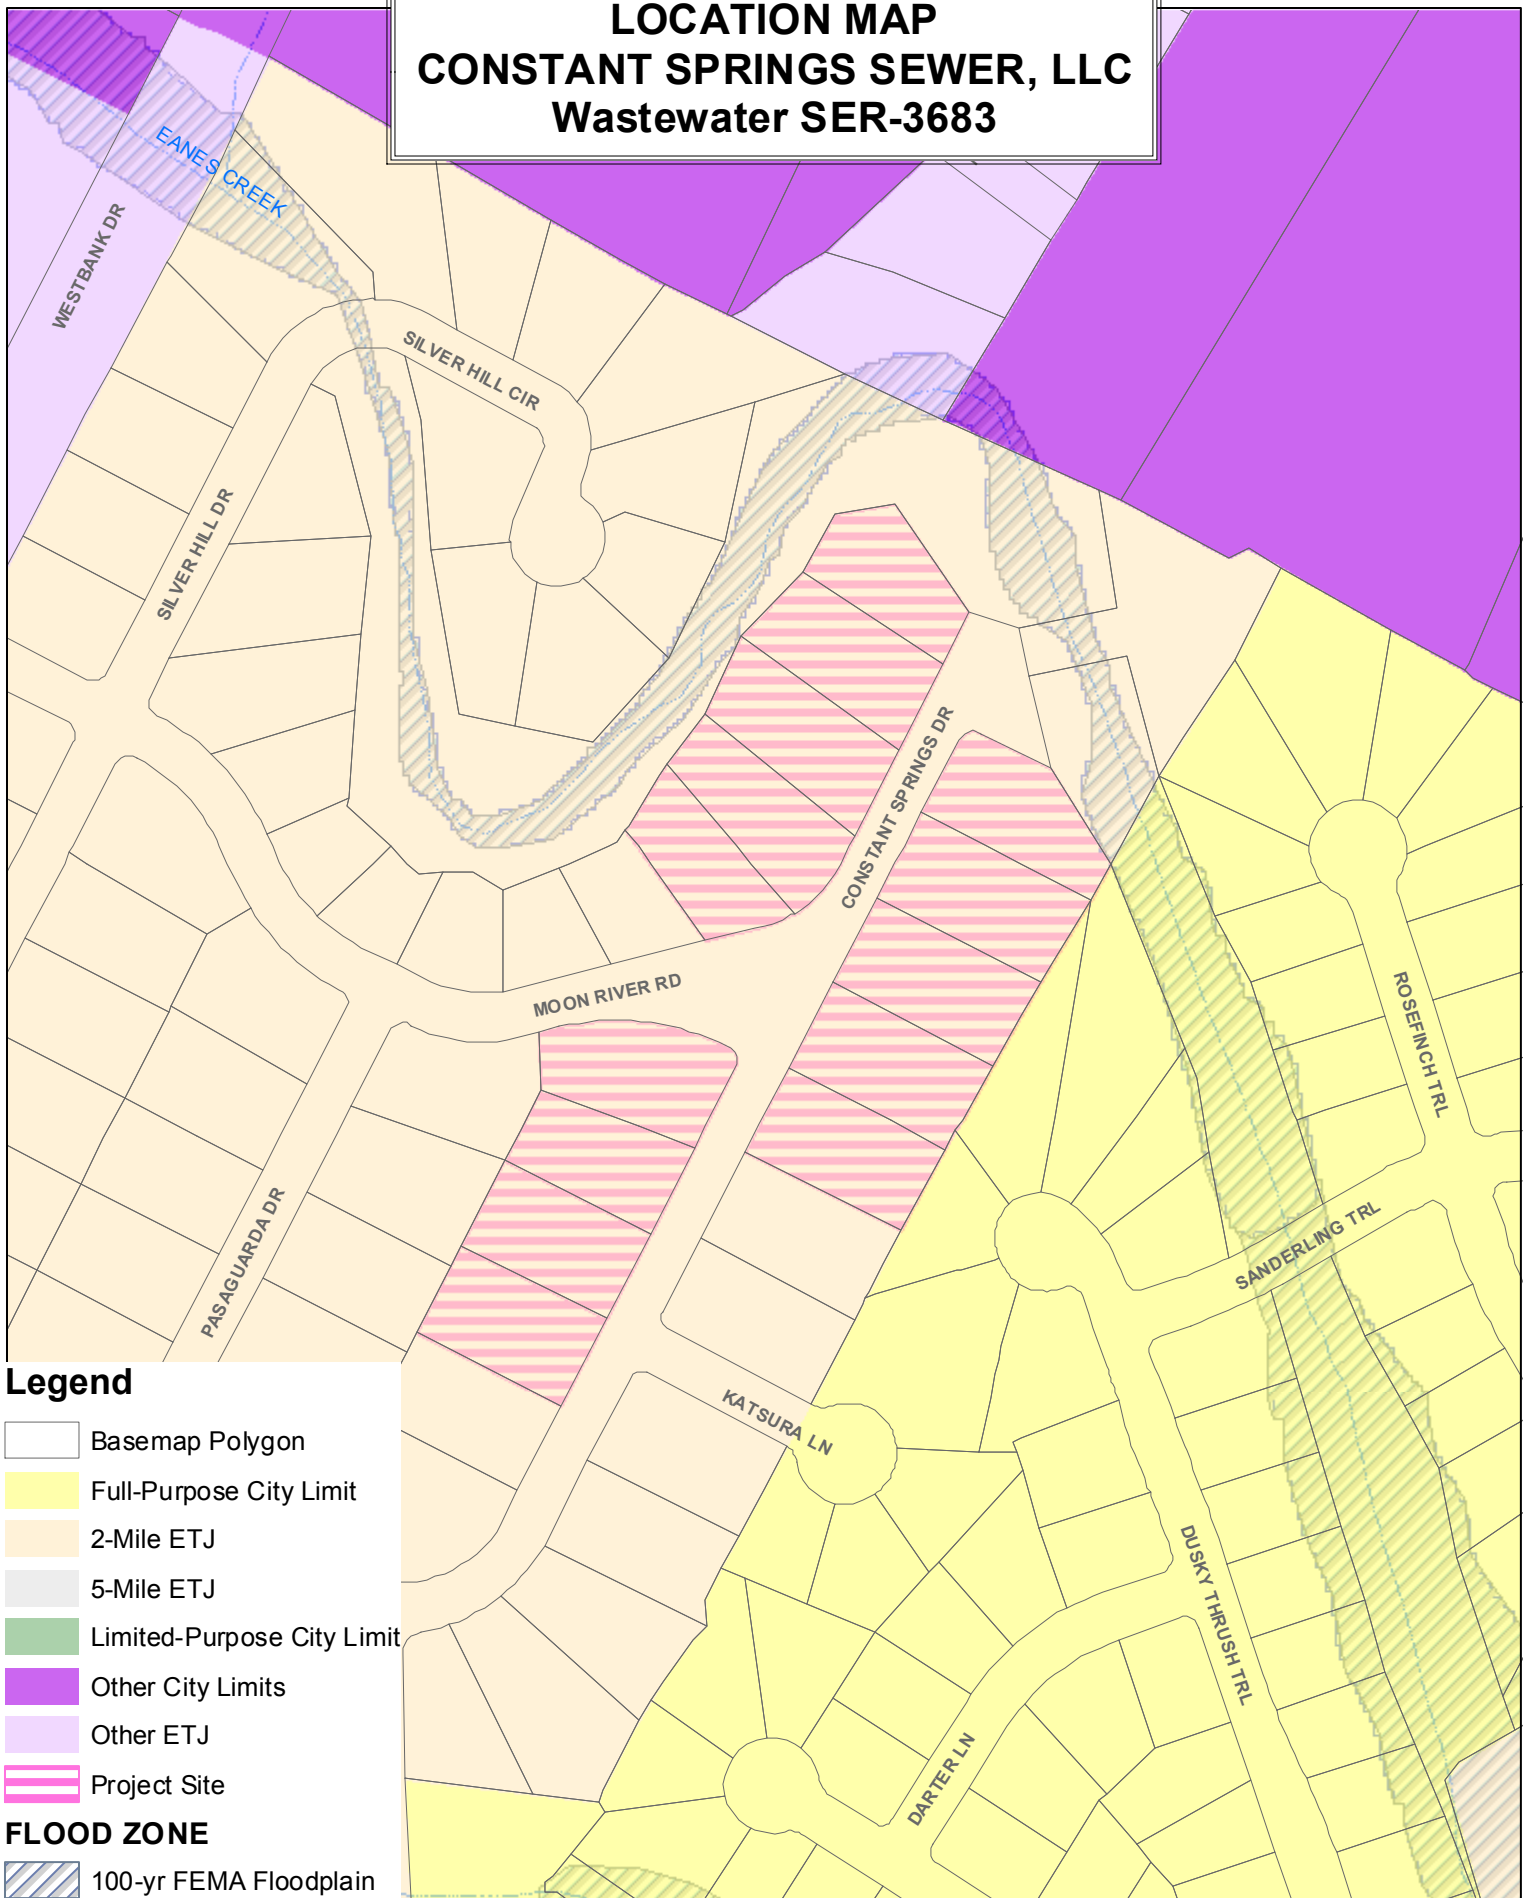 LOCATION MAP
CONSTANT SPRINGS SEWER, LLC
Wastewater SER-3683
EANES CREEK
WESTBANK DR
SILVER HILL CIR
SILVER HILL DR
CONSTANT SPRINGS DR
MOON RIVER RD
ROSEFINCH TRL
PASAGUARDA DR
SANDERLING TRL
KATSURA LN
DUSKY THRUSH TRL
DARTER LN
Legend
Basemap Polygon
Full-Purpose City Limit
2-Mile ETJ
5-Mile ETJ
Limited-Purpose City Limit
Other City Limits
Other ETJ
Project Site
FLOOD ZONE
100-yr FEMA Floodplain